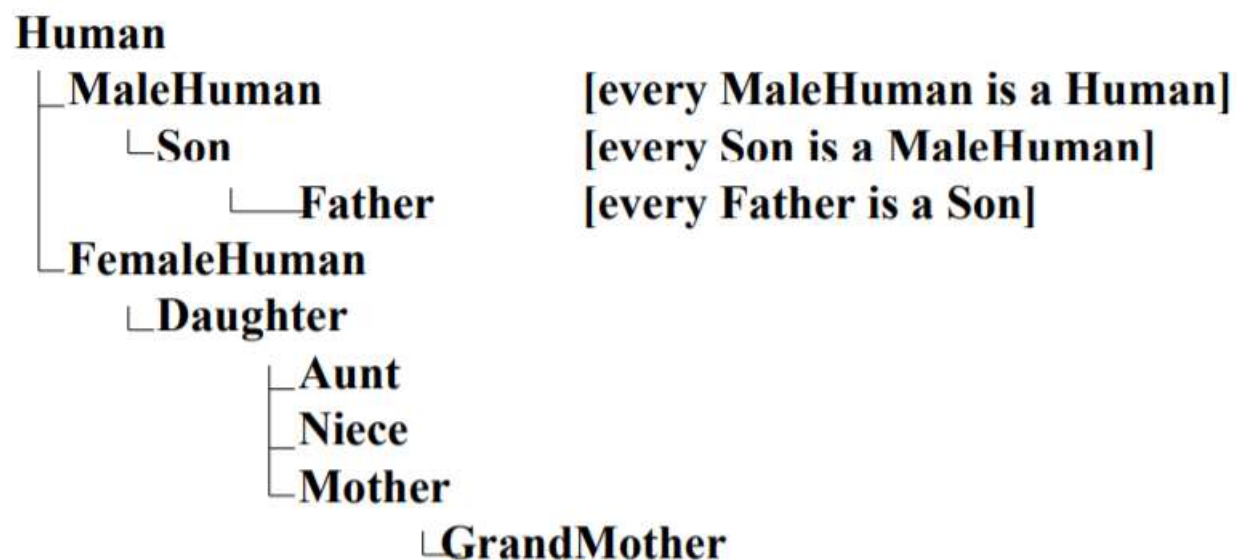 Human
MaleHuman [every MaleHuman is a Human]
Son [every Son is a MaleHuman]
Father [every Father is a Son]
FemaleHuman
Daughter
Aunt
Niece
Mother
GrandMother